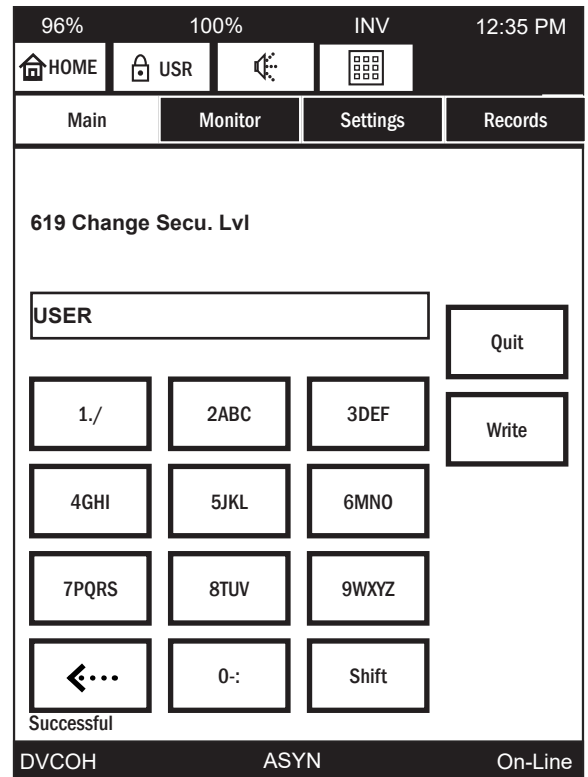 96% 100% INV 12:35 PM
HOME USR
Main Monitor Settings Records
619 Change Secu. Lvl
USER
Quit
1./ 2ABC 3DEF
Write
4GHI 5JKL 6MNO
7PQRS 8TUV 9WXYZ
0-: Shift
Successful
DVCOH ASYN On-Line